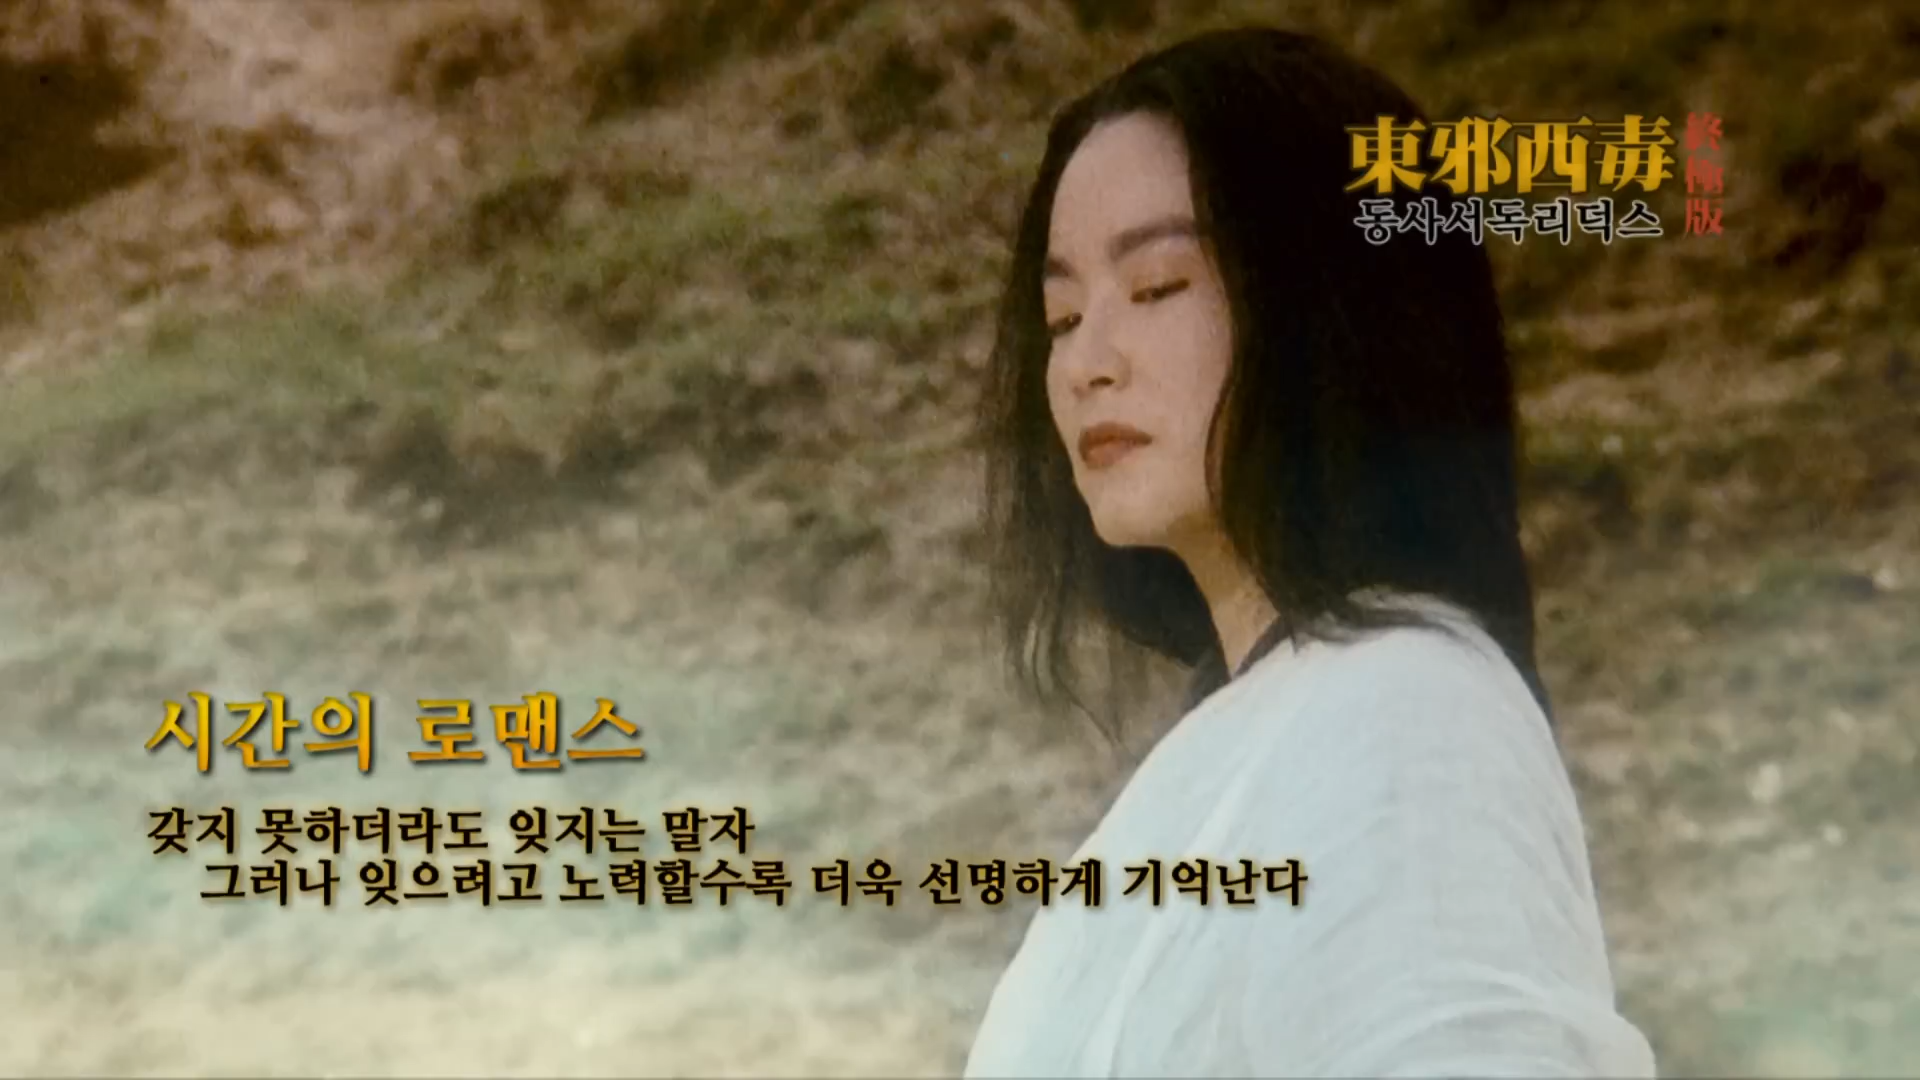 東邪西毒
終極版
동사서독리덕스
시간의 로맨스
갖지 못하더라도 잊지는 말자
그러나 잊으려고 노력할수록 더욱 선명하게 기억난다